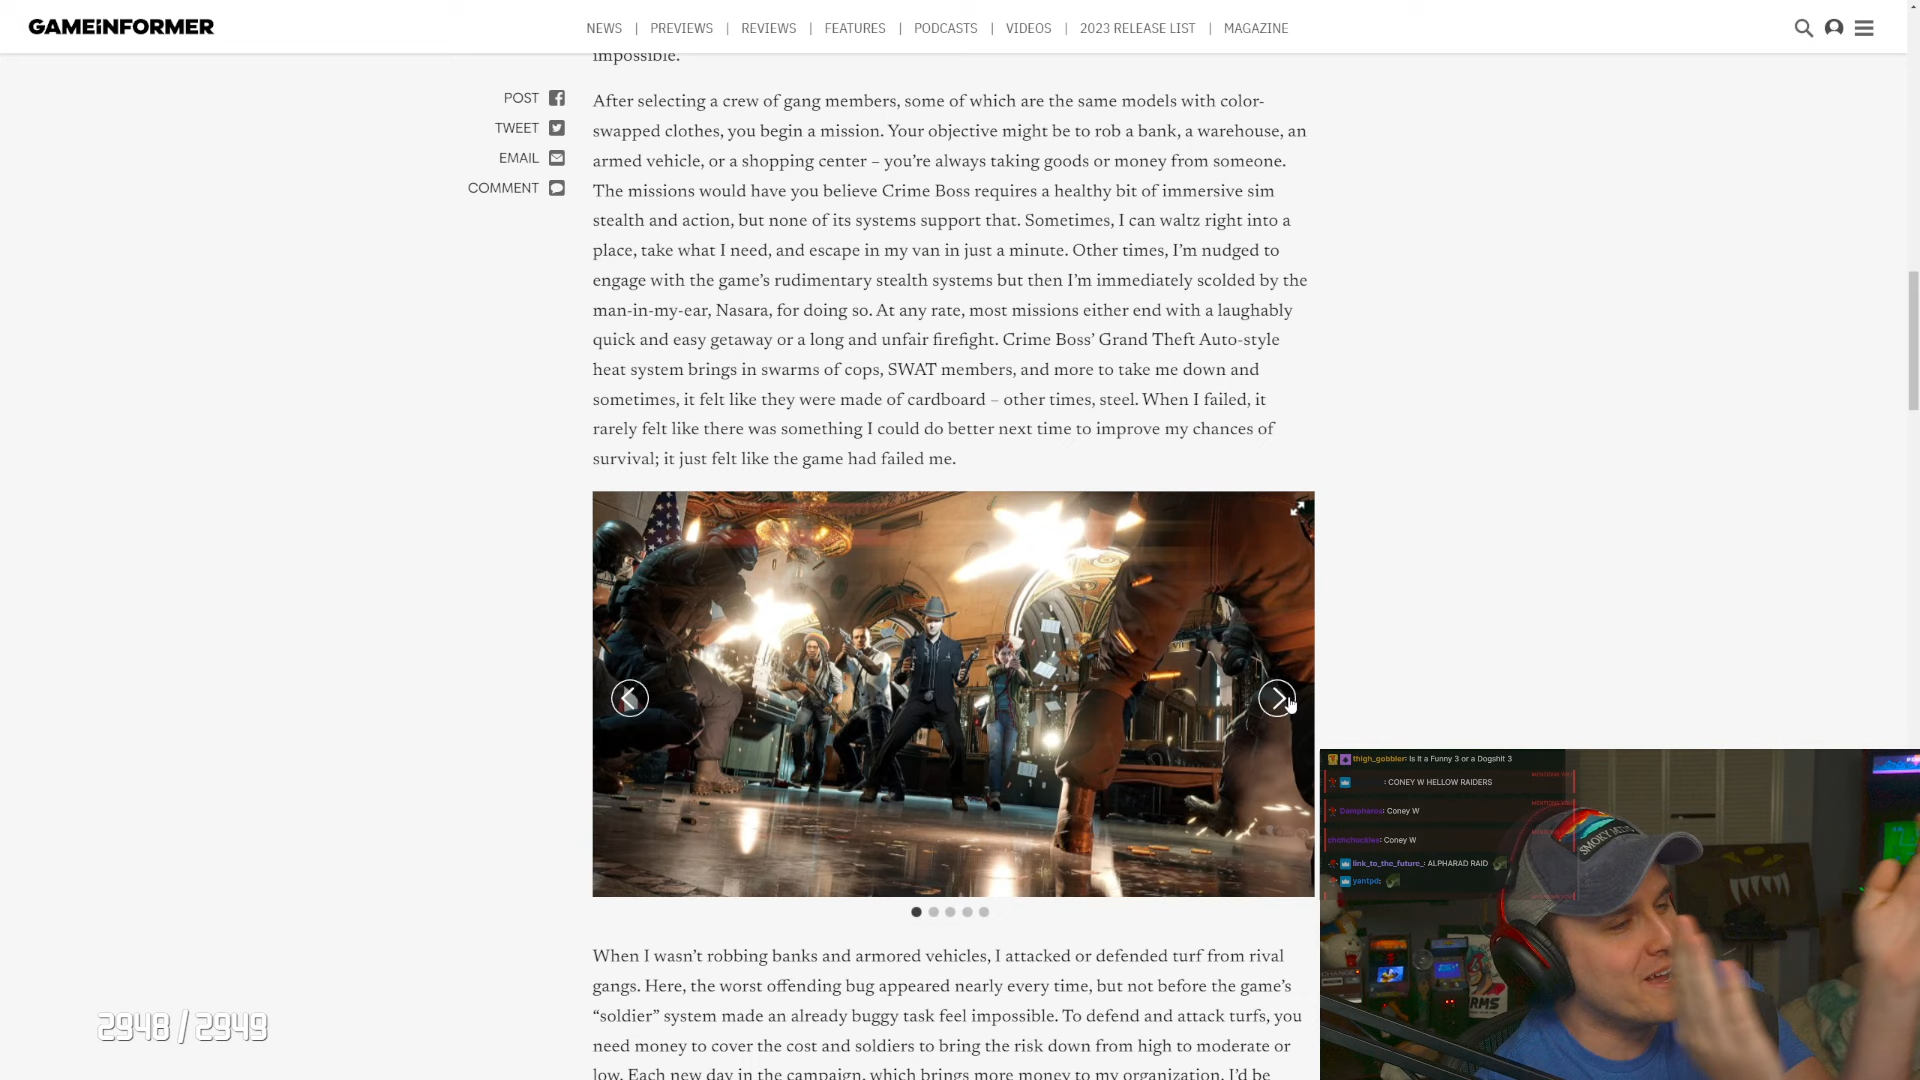 GAMEINFORMER
NEWS | PREVIEWS | REVIEWS | FEATURES | PODCASTS | VIDEOS | 2023 RELEASE LIST | MAGAZINE
impossible.
POST
TWEET
EMAIL
COMMENT
After selecting a crew of gang members, some of which are the same models with color-
swapped clothes, you begin a mission. Your objective might be to rob a bank, a warehouse, an
armed vehicle, or a shopping center – you’re always taking goods or money from someone.
The missions would have you believe Crime Boss requires a healthy bit of immersive sim
stealth and action, but none of its systems support that. Sometimes, I can waltz right into a
place, take what I need, and escape in my van in just a minute. Other times, I’m nudged to
engage with the game’s rudimentary stealth systems but then I’m immediately scolded by the
man-in-my-ear, Nasara, for doing so. At any rate, most missions either end with a laughably
quick and easy getaway or a long and unfair firefight. Crime Boss’ Grand Theft Auto-style
heat system brings in swarms of cops, SWAT members, and more to take me down and
sometimes, it felt like they were made of cardboard – other times, steel. When I failed, it
rarely felt like there was something I could do better next time to improve my chances of
survival; it just felt like the game had failed me.
When I wasn’t robbing banks and armored vehicles, I attacked or defended turf from rival
gangs. Here, the worst offending bug appeared nearly every time, but not before the game’s
“soldier” system made an already buggy task feel impossible. To defend and attack turfs, you
need money to cover the cost and soldiers to bring the risk down from high to moderate or
low. Each new day in the campaign, which brings more money to my organization, I’d be
thigh_gobbler: Is it a Funny 3 or a Dogshit 3
: CONEY W HELLOW RAIDERS
Dampharos: Coney W
: Coney W
link_to_the_future_: ALPHARAD RAID
yantpd:
SMOKY
2948 / 2949